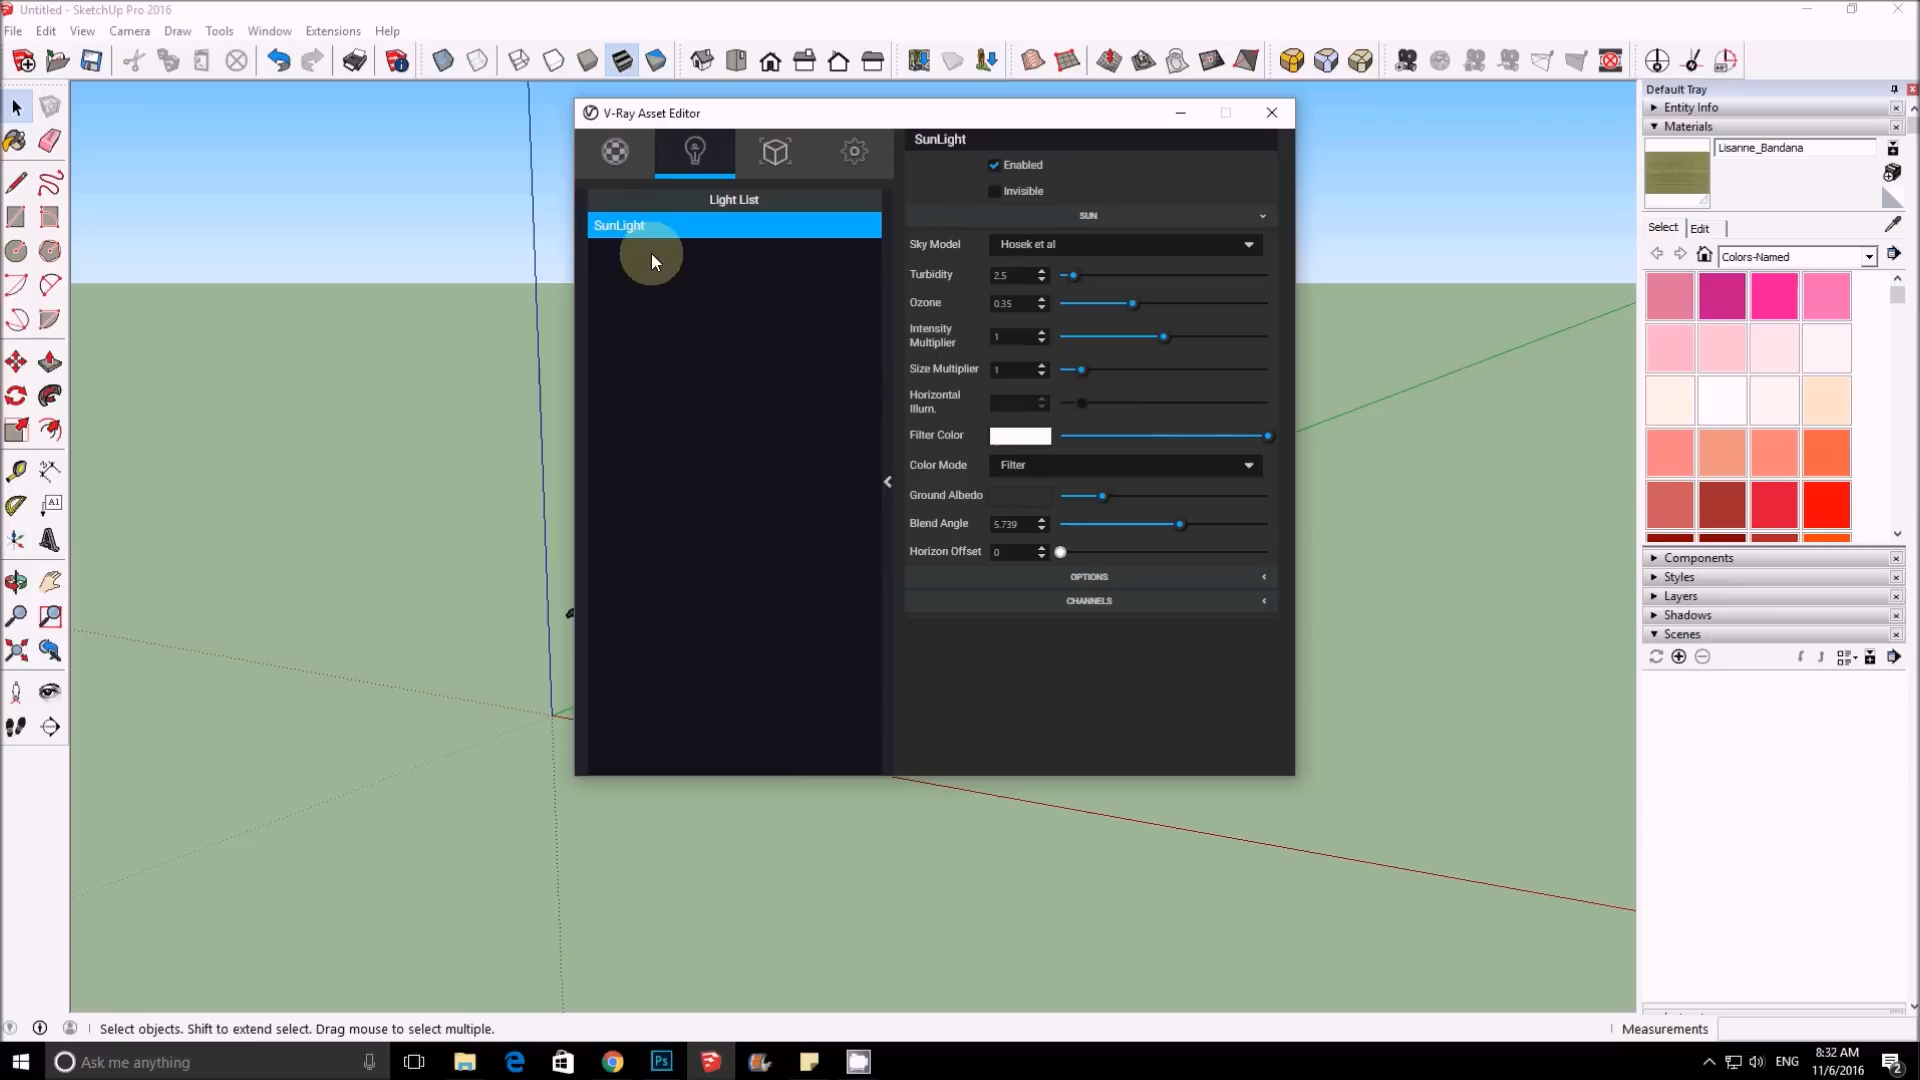 Untitled - SketchUp Pro 2016
File Edit View Camera Draw Tools Window Extensions Help
V-Ray Asset Editor
Light List
SunLight
SunLight
Enabled
Invisible
SUN
Sky Model Hosek et al
Turbidity 2.5
Ozone 0.35
Intensity Multiplier 1
Size Multiplier 1
Horizontal Illum.
Filter Color
Color Mode Filter
Ground Albedo
Blend Angle 5.739
Horizon Offset 0
OPTIONS
CHANNELS
Default Tray
Entity Info
Materials
Lisanne_Bandana
Select Edit
Colors-Named
Components
Styles
Layers
Shadows
Scenes
A1
Select objects. Shift to extend select. Drag mouse to select multiple.
Measurements
Ask me anything
Ps
ENG
8:32 AM
11/6/2016
2